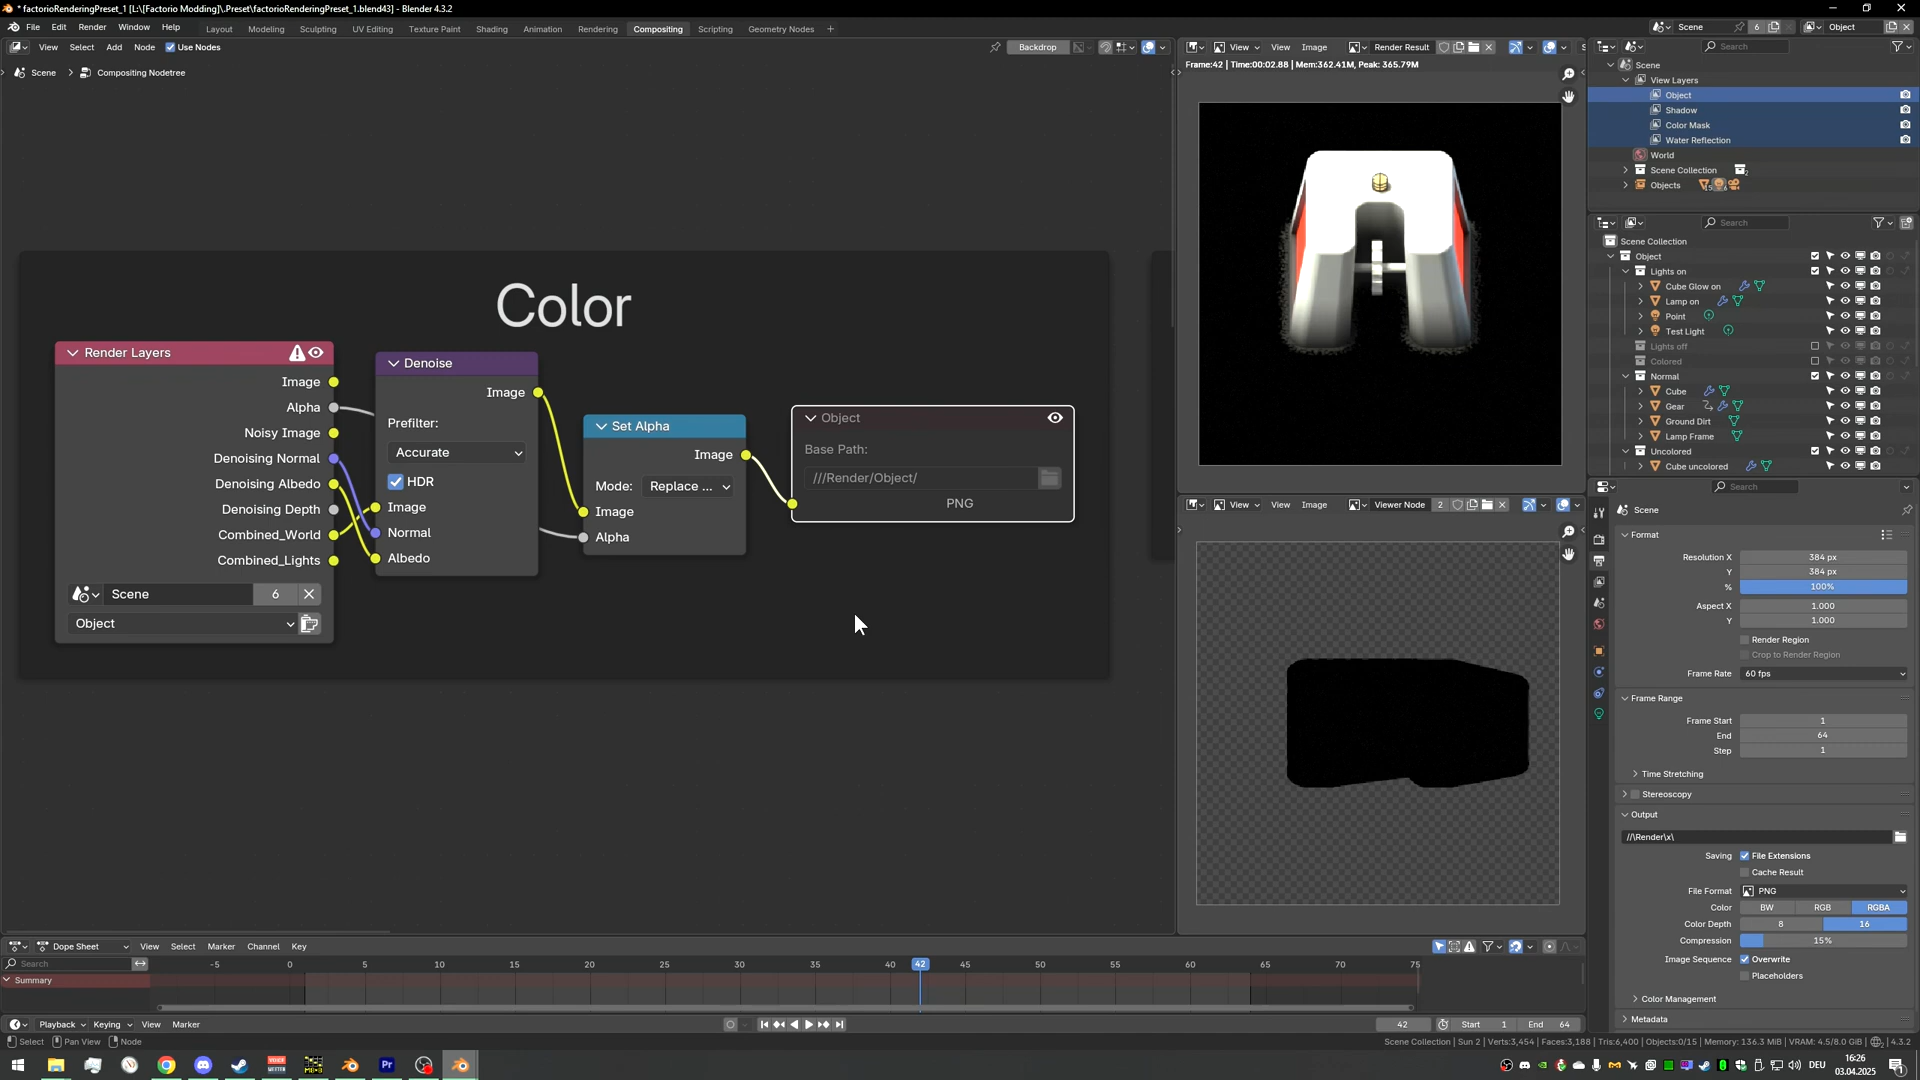 * factorioRenderingPreset_1 [L:\[Factorio Modding]\.Preset\factorioRenderingPreset_1.blend43] - Blender 4.3.2
File Edit Render Window Help
Layout Modeling Sculpting UV Editing Texture Paint Shading Animation Rendering Compositing Scripting Geometry Nodes +
Scene 6 Object
View Select Add Node Use Nodes Backdrop
Scene > Compositing Nodetree
View View Image Render Result
Frame:42 | Time:00:02.88 | Mem:362.41M, Peak: 365.79M
Color
Render Layers
Image
Alpha
Noisy Image
Denoising Normal
Denoising Albedo
Denoising Depth
Combined_World
Combined_Lights
Scene 6
Object
Denoise
Image
Prefilter:
Accurate
HDR
Image
Normal
Albedo
Set Alpha
Image
Mode: Replace ...
Image
Alpha
Object
Base Path:
///Render/Object/
PNG
View View Image Viewer Node 2
Search
Scene
View Layers
Object
Shadow
Color Mask
Water Reflection
World
Scene Collection
Objects
Search
Scene Collection
Object
Lights on
Cube Glow on
Lamp on
Point
Test Light
Lights off
Colored
Normal
Cube
Gear
Ground Dirt
Lamp Frame
Uncolored
Cube uncolored
Search
Scene
Format
Resolution X 384 px
Y 384 px
% 100%
Aspect X 1.000
Y 1.000
Render Region
Crop to Render Region
Frame Rate 60 fps
Frame Range
Frame Start 1
End 64
Step 1
Time Stretching
Stereoscopy
Output
//\Render\x\
Saving File Extensions
Cache Result
File Format PNG
Color BW RGB RGBA
Color Depth 8 16
Compression 15%
Image Sequence Overwrite
Placeholders
Color Management
Metadata
Dope Sheet View Select Marker Channel Key
Search
-5 0 5 10 15 20 25 30 35 40 42 45 50 55 60 65 70 75
Summary
Playback Keying View Marker 42 Start 1 End 64
Select Pan View Node
Scene Collection | Sun 2 | Verts:3,454 | Faces:3,188 | Tris:6,400 | Objects:0/15 | Memory: 136.3 MiB | VRAM: 4.5/8.0 GiB | 4.3.2
DEU 16:26
03.04.2025